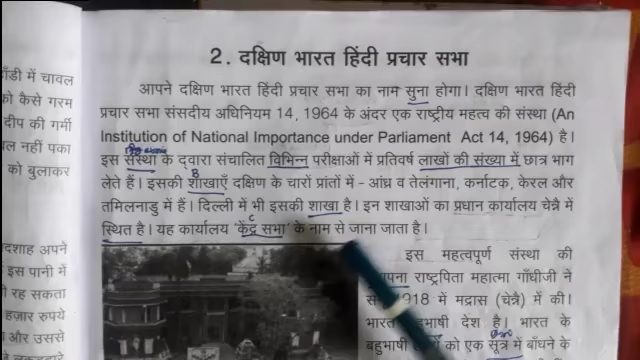 2. दक्षिण भारत हिंदी प्रचार सभा
आपने दक्षिण भारत हिंदी प्रचार सभा का नाम सुना होगा। दक्षिण भारत हिंदी
प्रचार सभा संसदीय अधिनियम 14, 1964 के अंदर एक राष्ट्रीय महत्व की संस्था (An
Institution of National Importance under Parliament Act 14, 1964) है।
इस संस्था के द्वारा संचालित विभिन्न परीक्षाओं में प्रतिवर्ष लाखों की संख्या में छात्र भाग
लेते हैं। इसकी शाखाएँ दक्षिण के चारों प्रांतों में - आंध्र व तेलंगाना, कर्नाटक, केरल और
तमिलनाडु में हैं। दिल्ली में भी इसकी शाखा है। इन शाखाओं का प्रधान कार्यालय चेन्नै में
स्थित है। यह कार्यालय 'केंद्र सभा' के नाम से जाना जाता है।
इस महत्वपूर्ण संस्था की
राष्ट्रपिता महात्मा गाँधीजी ने
1918 में मद्रास (चेन्नै) में की।
भारत बहुभाषी देश है। भारत के
बहुभाषी को एक सूत्र में बाँधने के
ाँडी में चावल
को कैसे गरम
दीप की गर्मी
ल नहीं पका
को बुलाकर
दशाह अपने
इस पानी में
ी रह सकता
हज़ार रुपये
और उससे